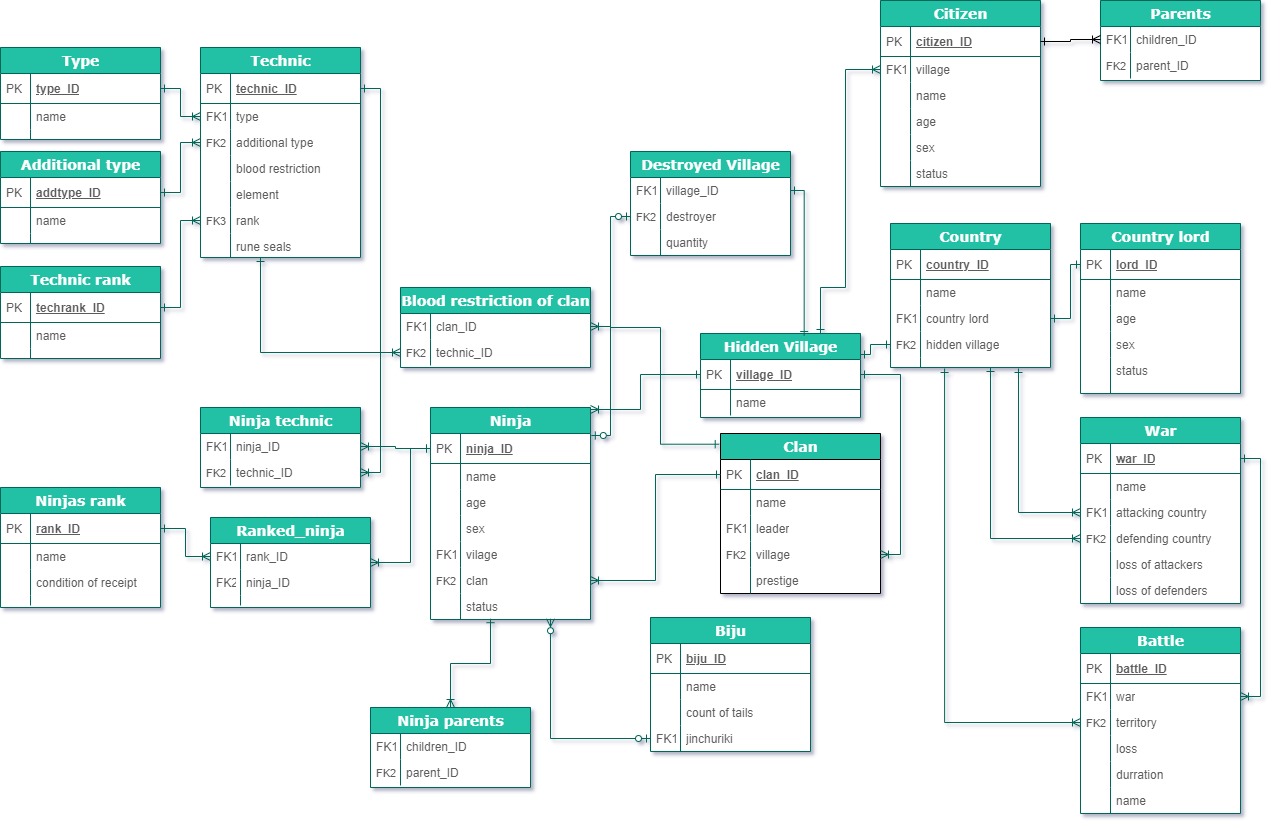 Type
PK type_ID
name
Additional type
PK addtype_ID
name
Technic rank
PK techrank_ID
name
Technic
PK technic_ID
FK1 type
FK2 additional type
blood restriction
element
FK3 rank
rune seals
Blood restriction of clan
FK1 clan_ID
FK2 technic_ID
Destroyed Village
FK1 village_ID
FK2 destroyer
quantity
Citizen
PK citizen_ID
FK1 village
name
age
sex
status
Parents
FK1 children_ID
FK2 parent_ID
Country
PK country_ID
name
FK1 country lord
FK2 hidden village
Country lord
PK lord_ID
name
age
sex
status
Hidden Village
PK village_ID
name
Ninja technic
FK1 ninja_ID
FK2 technic_ID
Ninjas rank
PK rank_ID
name
condition of receipt
Ranked_ninja
FK1 rank_ID
FK2 ninja_ID
Ninja
PK ninja_ID
name
age
sex
FK1 vilage
FK2 clan
status
Clan
PK clan_ID
name
FK1 leader
FK2 village
prestige
War
PK war_ID
name
FK1 attacking country
FK2 defending country
loss of attackers
loss of defenders
Ninja parents
FK1 children_ID
FK2 parent_ID
Biju
PK biju_ID
name
count of tails
FK1 jinchuriki
Battle
PK battle_ID
FK1 war
FK2 territory
loss
durration
name